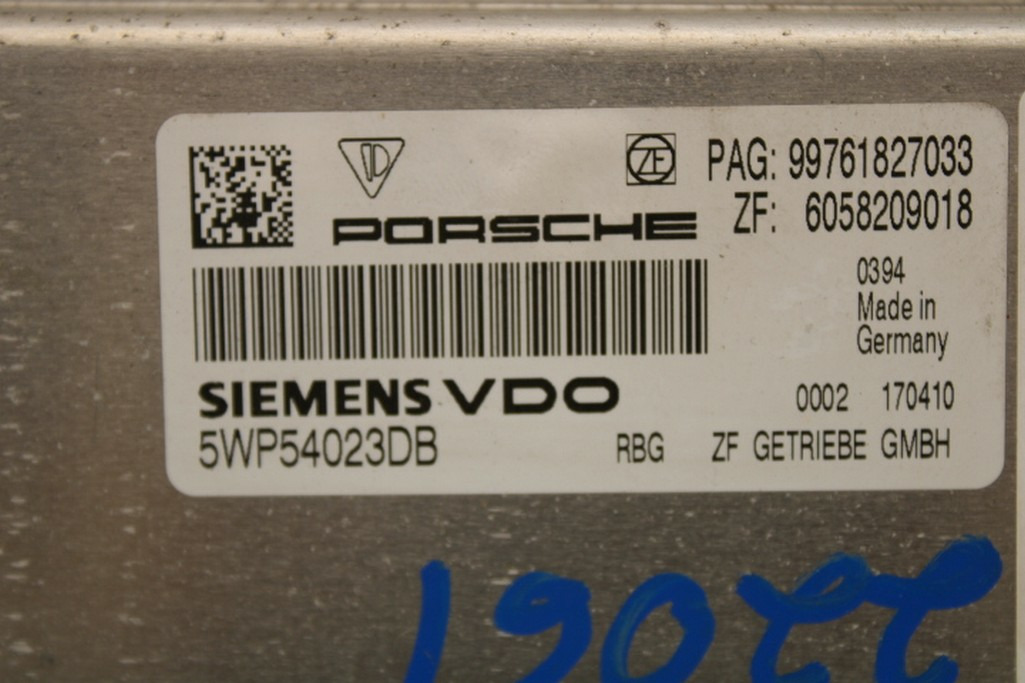 PAG: 99761827033
PORSCHE
ZF: 6058209018
0394
Made in
Germany
SIEMENS VDO
0002 170410
5WP54023DB
RBG ZF GETRIEBE GMBH